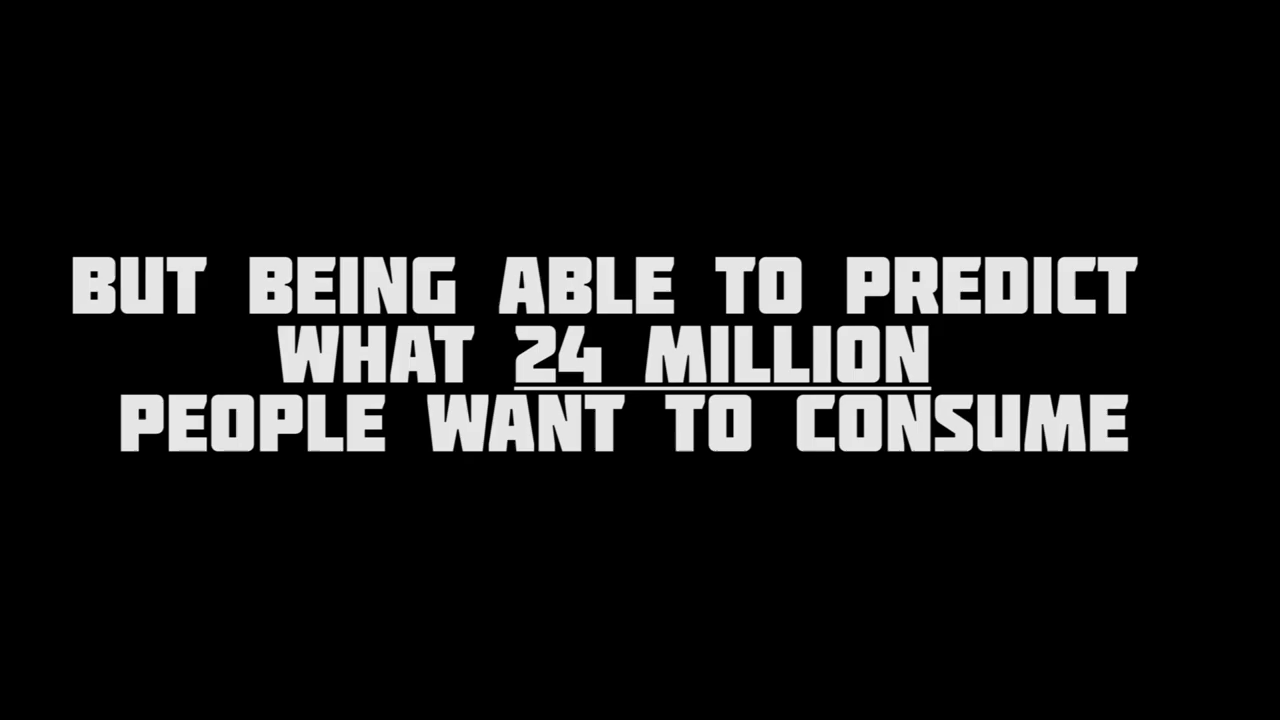 BUT BEING ABLE TO PREDICT
WHAT 24 MILLION
PEOPLE WANT TO CONSUME